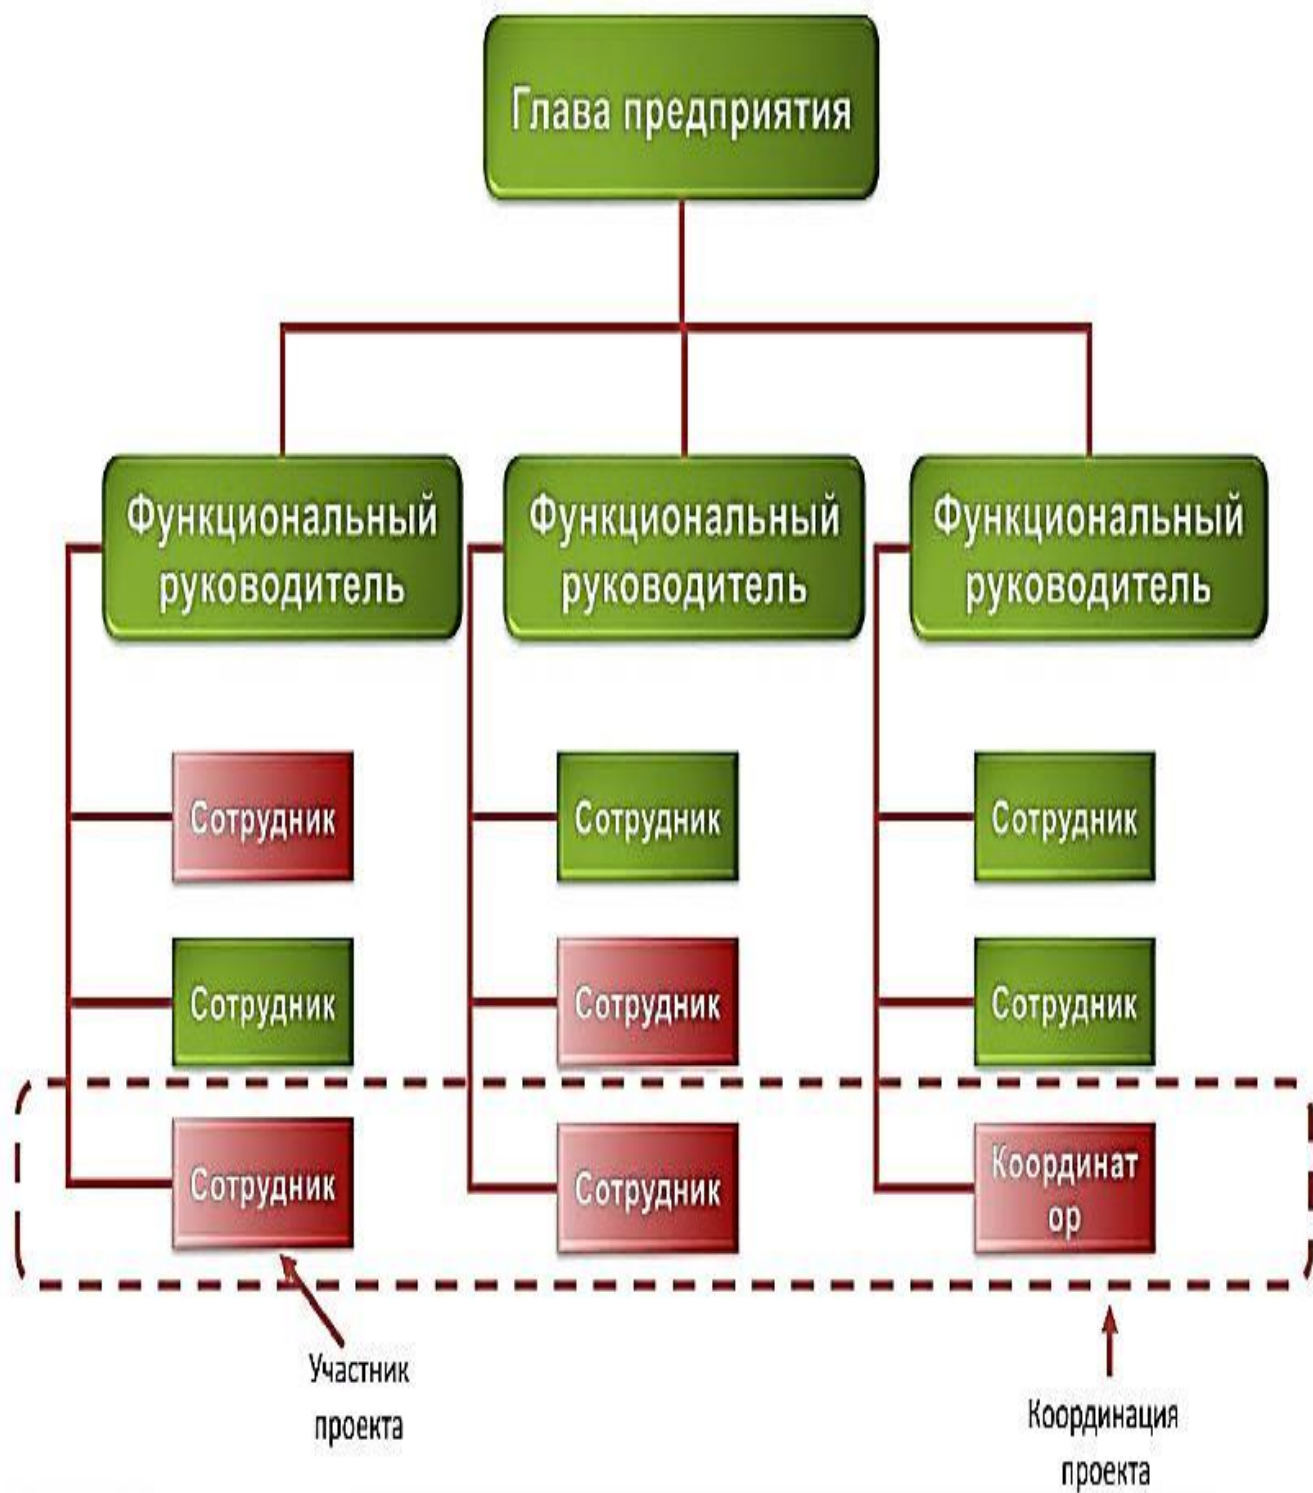 Глава предприятия
Функциональный
руководитель
Функциональный
руководитель
Функциональный
руководитель
Сотрудник
Сотрудник
Сотрудник
Сотрудник
Сотрудник
Сотрудник
Сотрудник
Сотрудник
Координат
ор
Участник
проекта
Координация
проекта